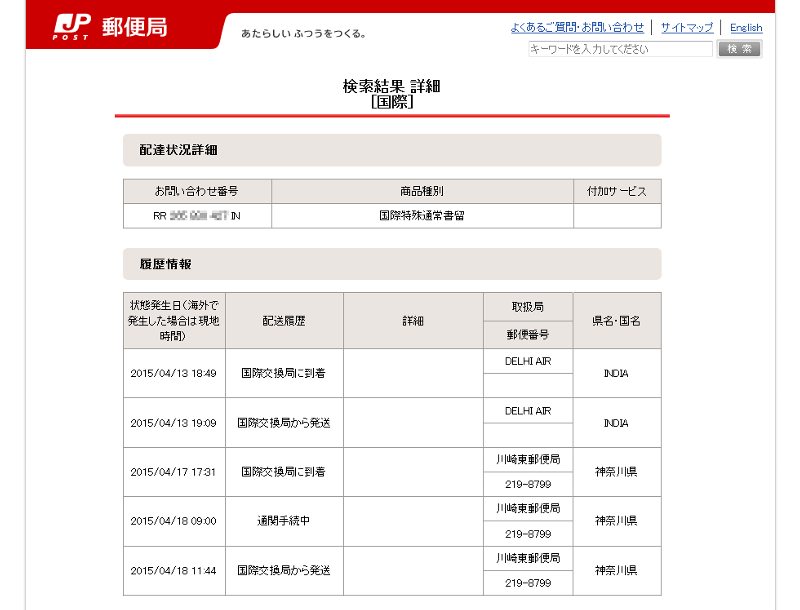 JP
POST
郵便局
あたらしい ふつうをつくる。
よくあるご質問・お問い合わせ
サイトマップ
English
キーワードを入力してください
検 索
検索結果 詳細
[国際]
配達状況詳細
お問い合わせ番号 商品種別 付加サービス
RR IN 国際特殊通常書留
履歴情報
状態発生日(海外で
発生した場合は現地
時間)
配送履歴
詳細
取扱局
郵便番号
県名・国名
2015/04/13 18:49 国際交換局に到着 DELHI AIR INDIA
2015/04/13 19:09 国際交換局から発送 DELHI AIR INDIA
2015/04/17 17:31 国際交換局に到着 川崎東郵便局 神奈川県
219-8799
2015/04/18 09:00 通関手続中 川崎東郵便局 神奈川県
219-8799
2015/04/18 11:44 国際交換局から発送 川崎東郵便局 神奈川県
219-8799